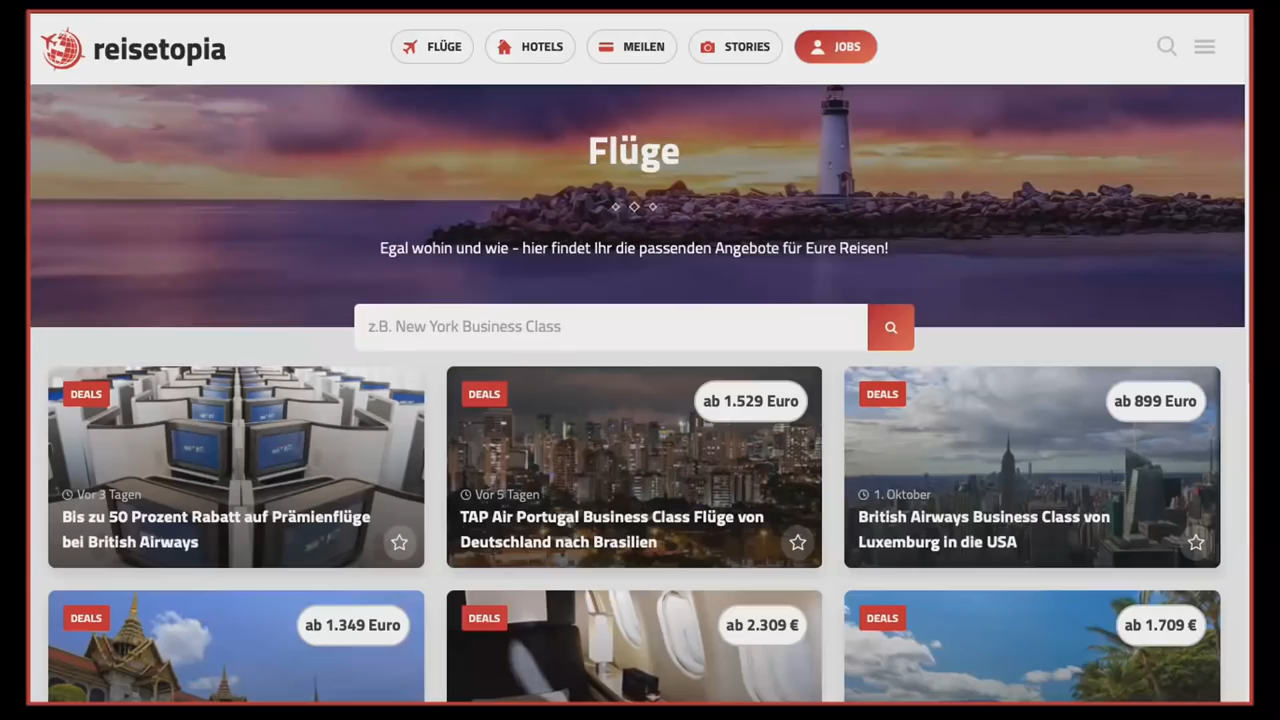 reisetopia
FLÜGE
HOTELS
MEILEN
STORIES
JOBS
Flüge
Egal wohin und wie - hier findet Ihr die passenden Angebote für Eure Reisen!
z.B. New York Business Class
DEALS
Vor 3 Tagen
Bis zu 50 Prozent Rabatt auf Prämienflüge
bei British Airways
DEALS
ab 1.529 Euro
Vor 5 Tagen
TAP Air Portugal Business Class Flüge von
Deutschland nach Brasilien
DEALS
ab 899 Euro
1. Oktober
British Airways Business Class von
Luxemburg in die USA
DEALS
ab 1.349 Euro
DEALS
ab 2.309 €
DEALS
ab 1.709 €